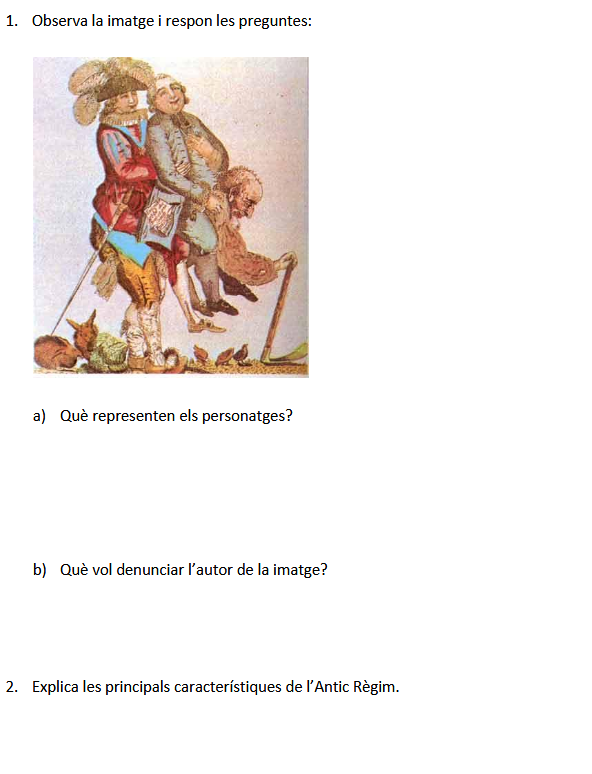 1. Observa la imatge i respon les preguntes:
a) Què representen els personatges?
b) Què vol denunciar l’autor de la imatge?
2. Explica les principals característiques de l’Antic Règim.